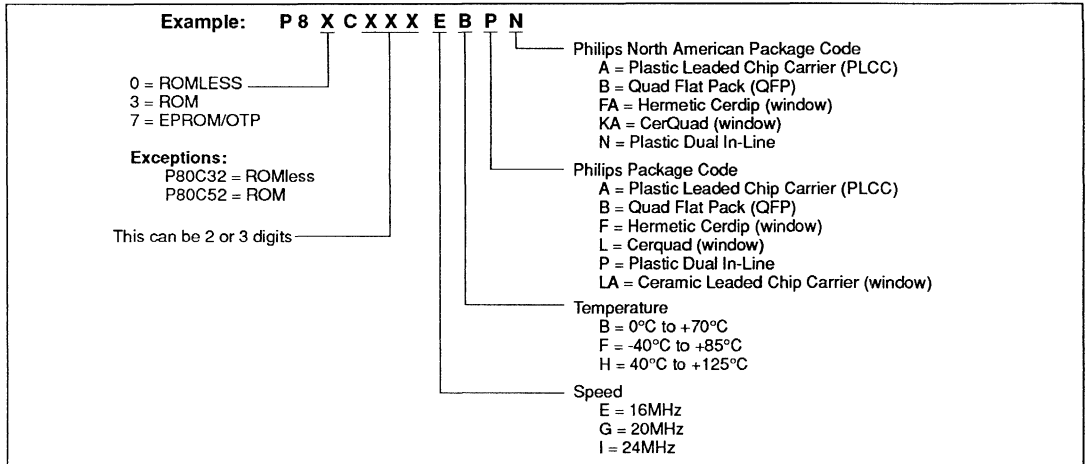 Example: P 8 X C X X X E B P N
0 = ROMLESS
3 = ROM
7 = EPROM/OTP
Exceptions:
P80C32 = ROMless
P80C52 = ROM
This can be 2 or 3 digits
Philips North American Package Code
A = Plastic Leaded Chip Carrier (PLCC)
B = Quad Flat Pack (QFP)
FA = Hermetic Cerdip (window)
KA = CerQuad (window)
N = Plastic Dual In-Line
Philips Package Code
A = Plastic Leaded Chip Carrier (PLCC)
B = Quad Flat Pack (QFP)
F = Hermetic Cerdip (window)
L = Cerquad (window)
P = Plastic Dual In-Line
LA = Ceramic Leaded Chip Carrier (window)
Temperature
B = 0°C to +70°C
F = -40°C to +85°C
H = 40°C to +125°C
Speed
E = 16MHz
G = 20MHz
I = 24MHz